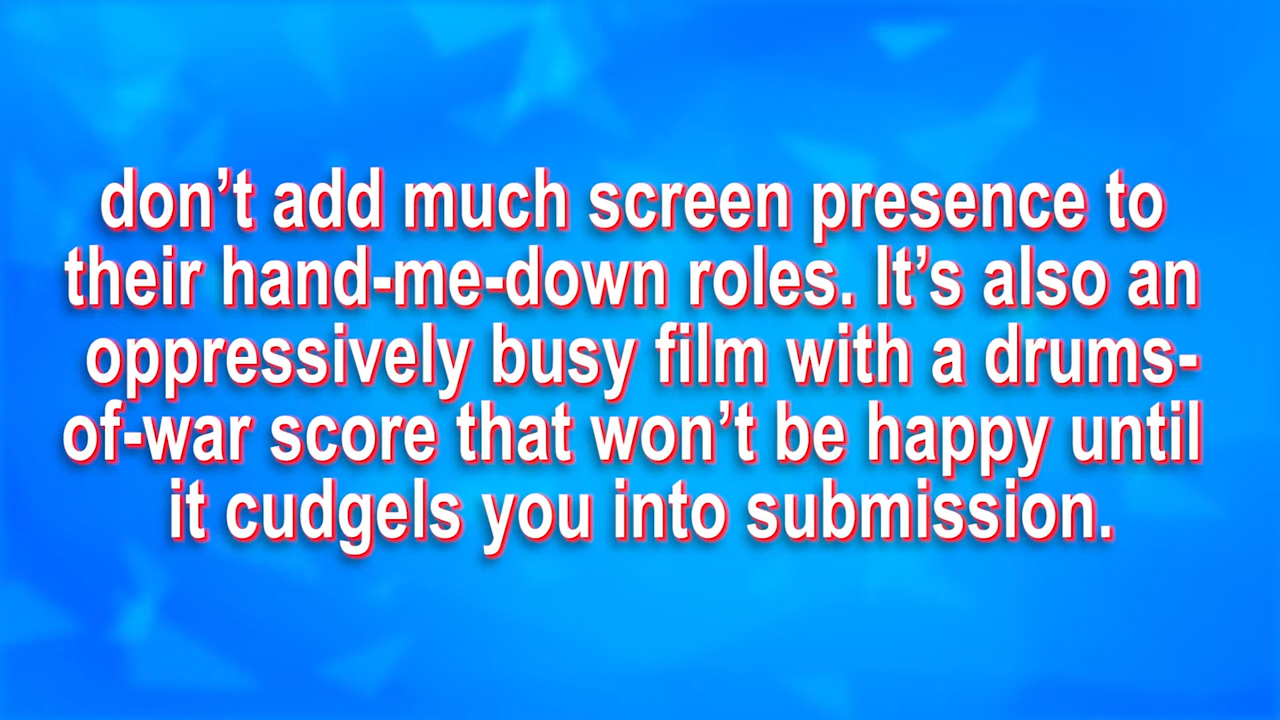 don’t add much screen presence to
their hand-me-down roles. It’s also an
oppressively busy film with a drums-
of-war score that won’t be happy until
it cudgels you into submission.